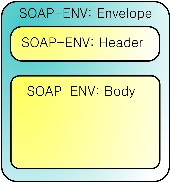 SOAP-ENV: Envelope
SOAP-ENV: Header
SOAP ENV: Body